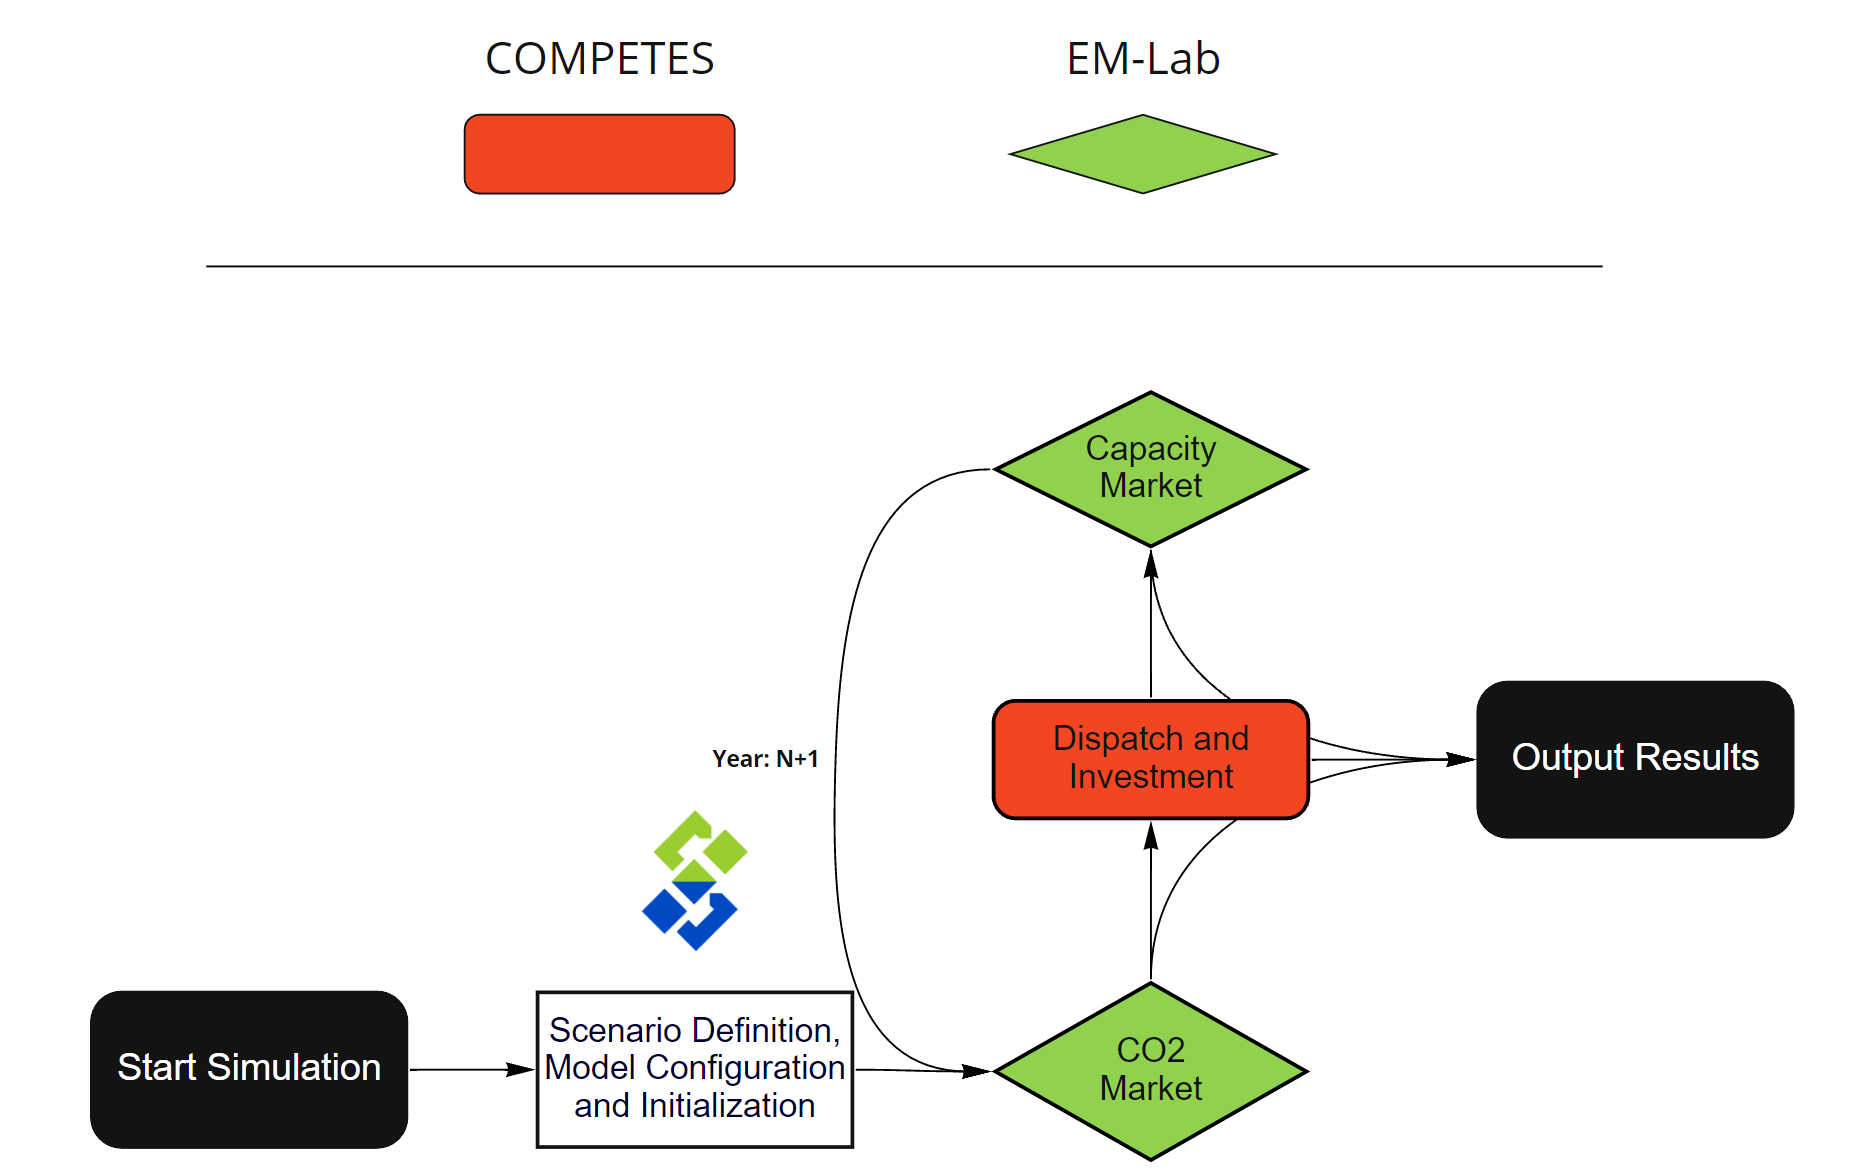 COMPETES
EM-Lab
Capacity
Market
Dispatch and
Investment
Output Results
Year: N+1
Start Simulation
Scenario Definition,
Model Configuration
and Initialization
CO2
Market